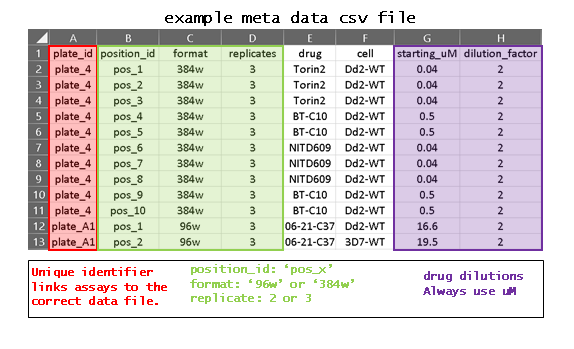 example meta data csv file
A B C D E F G H
1 plate_id position_id format replicates drug cell starting_uM dilution_factor
2 plate_4 pos_1 384w 3 Torin2 Dd2-WT 0.04 2
3 plate_4 pos_2 384w 3 Torin2 Dd2-WT 0.04 2
4 plate_4 pos_3 384w 3 Torin2 Dd2-WT 0.04 2
5 plate_4 pos_4 384w 3 BT-C10 Dd2-WT 0.5 2
6 plate_4 pos_5 384w 3 BT-C10 Dd2-WT 0.5 2
7 plate_4 pos_6 384w 3 NITD609 Dd2-WT 0.04 2
8 plate_4 pos_7 384w 3 NITD609 Dd2-WT 0.04 2
9 plate_4 pos_8 384w 3 NITD609 Dd2-WT 0.04 2
10 plate_4 pos_9 384w 3 BT-C10 Dd2-WT 0.5 2
11 plate_4 pos_10 384w 3 BT-C10 Dd2-WT 0.5 2
12 plate_A1 pos_1 96w 3 06-21-C37 Dd2-WT 16.6 2
13 plate_A1 pos_2 96w 3 06-21-C37 3D7-WT 19.5 2
Unique identifier
links assays to the
correct data file.
position_id: ‘pos_x’
format: ‘96w’ or ‘384w’
replicate: 2 or 3
drug dilutions
Always use uM